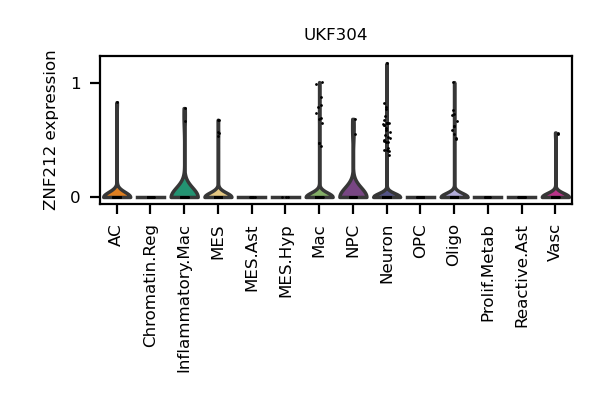 UKF304
ZNF212 expression
1
0
AC
Chromatin.Reg
Inflammatory.Mac
MES
MES.Ast
MES.Hyp
Mac
NPC
Neuron
OPC
Oligo
Prolif.Metab
Reactive.Ast
Vasc